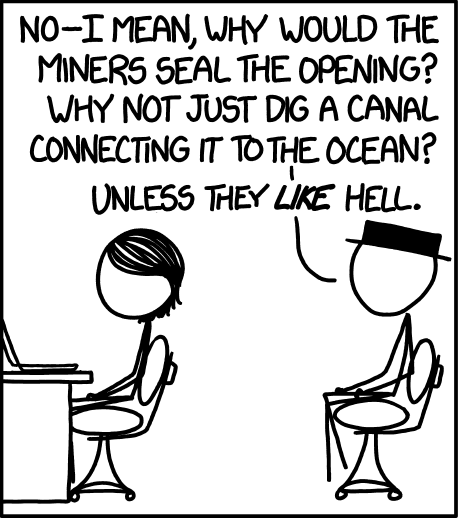 NO—I MEAN, WHY WOULD THE
MINERS SEAL THE OPENING?
WHY NOT JUST DIG A CANAL
CONNECTING IT TO THE OCEAN?
UNLESS THEY LIKE HELL.